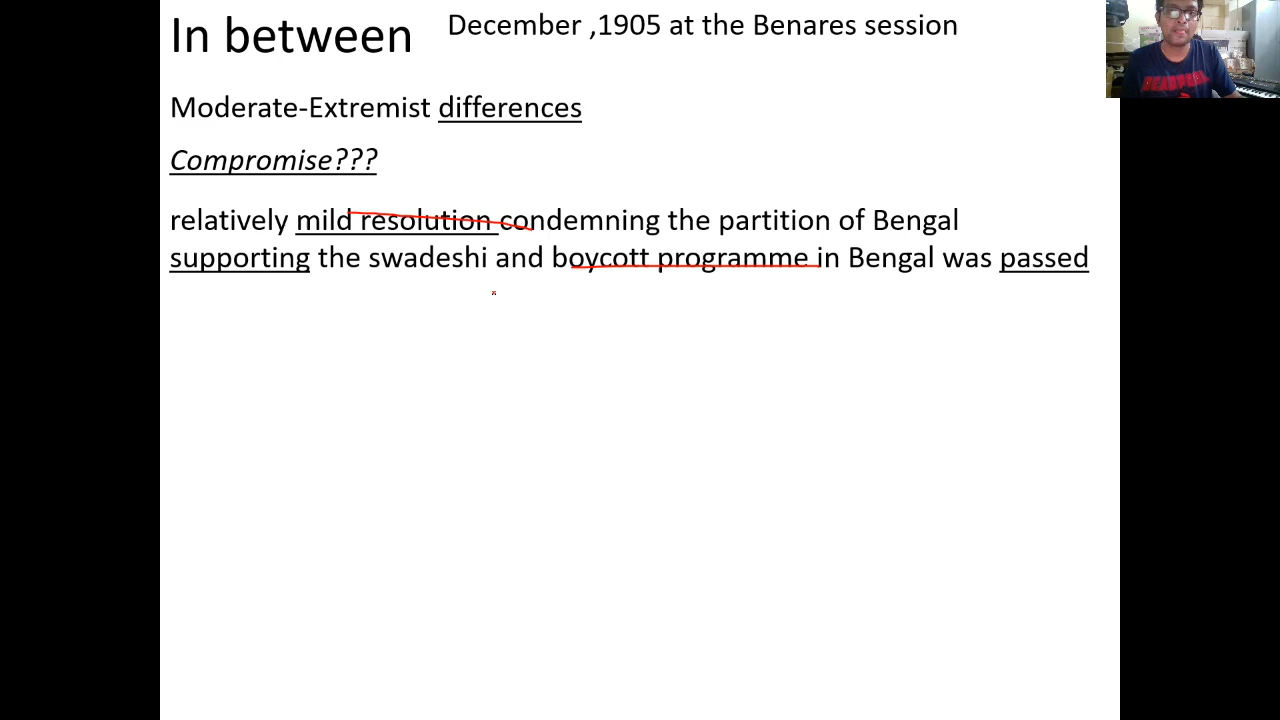 In between
December ,1905 at the Benares session
Moderate-Extremist differences
Compromise???
relatively mild resolution condemning the partition of Bengal
supporting the swadeshi and boycott programme in Bengal was passed